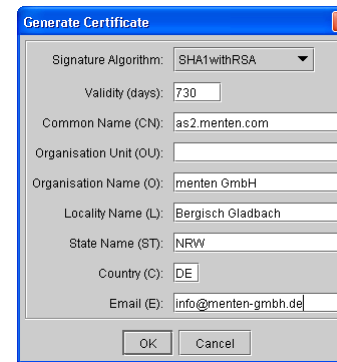 Generate Certificate
Signature Algorithm: SHA1withRSA
Validity (days): 730
Common Name (CN): as2.menten.com
Organisation Unit (OU):
Organisation Name (O): menten GmbH
Locality Name (L): Bergisch Gladbach
State Name (ST): NRW
Country (C): DE
Email (E): info@menten-gmbh.de
OK Cancel